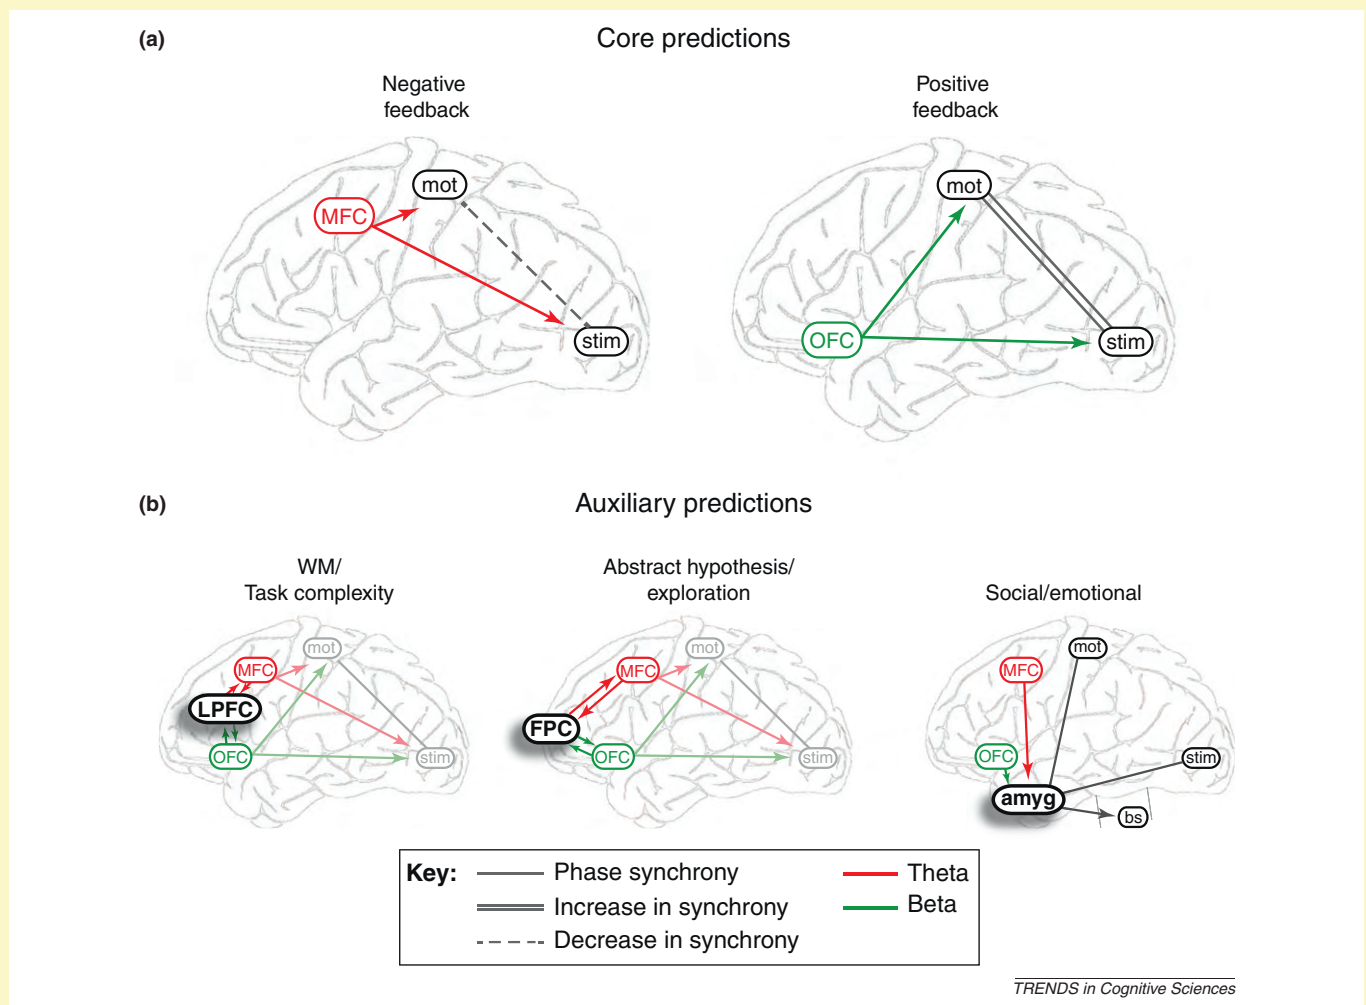 (a)
Core predictions
Negative
feedback
Positive
feedback
mot
MFC
stim
mot
OFC
stim
(b)
Auxiliary predictions
WM/
Task complexity
Abstract hypothesis/
exploration
Social/emotional
mot
MFC
LPFC
OFC
stim
mot
MFC
FPC
OFC
stim
mot
MFC
OFC
stim
amyg
bs
Key:
Phase synchrony
Increase in synchrony
Decrease in synchrony
Theta
Beta
TRENDS in Cognitive Sciences